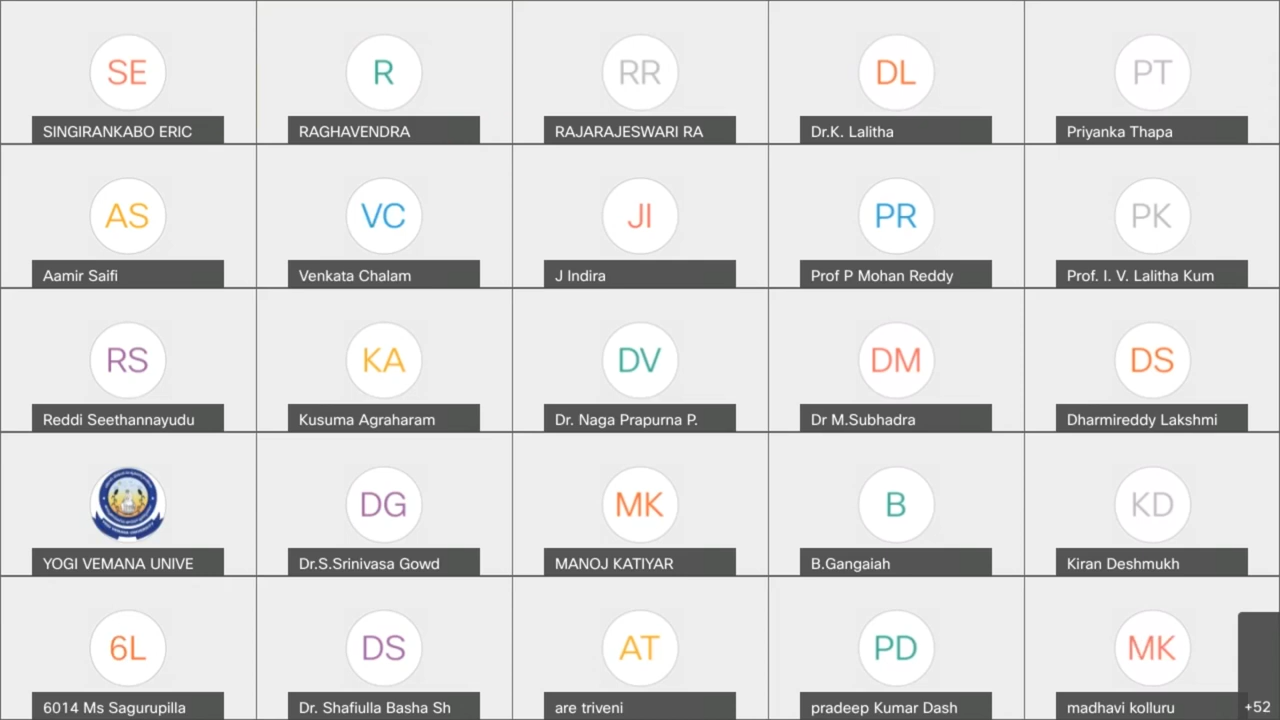 SE
R
RR
DL
PT
SINGIRANKABO ERIC
RAGHAVENDRA
RAJARAJESWARI RA
Dr.K. Lalitha
Priyanka Thapa
AS
VC
JI
PR
PK
Aamir Saifi
Venkata Chalam
J Indira
Prof P Mohan Reddy
Prof. I. V. Lalitha Kum
RS
KA
DV
DM
DS
Reddi Seethannayudu
Kusuma Agraharam
Dr. Naga Prapurna P.
Dr M.Subhadra
Dharmireddy Lakshmi
DG
MK
B
KD
YOGI VEMANA UNIVE
Dr.S.Srinivasa Gowd
MANOJ KATIYAR
B.Gangaiah
Kiran Deshmukh
6L
DS
AT
PD
MK
6014 Ms Sagurupilla
Dr. Shafiulla Basha Sh
are triveni
pradeep Kumar Dash
madhavi kolluru
+52